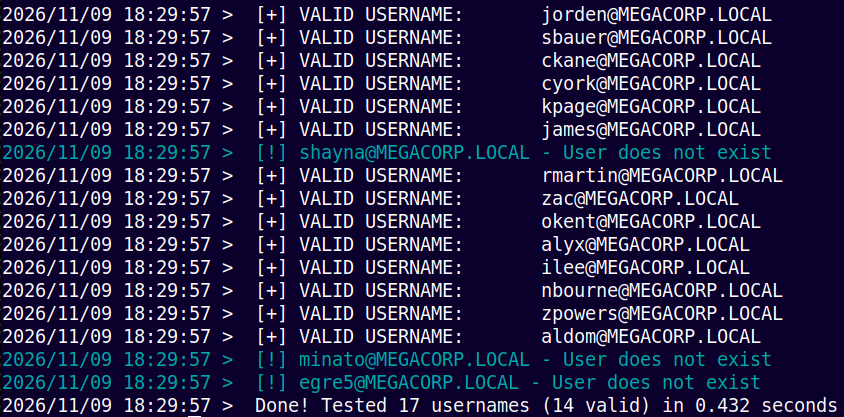 2026/11/09 18:29:57 > [+] VALID USERNAME: jorden@MEGACORP.LOCAL
2026/11/09 18:29:57 > [+] VALID USERNAME: sbauer@MEGACORP.LOCAL
2026/11/09 18:29:57 > [+] VALID USERNAME: ckane@MEGACORP.LOCAL
2026/11/09 18:29:57 > [+] VALID USERNAME: cyork@MEGACORP.LOCAL
2026/11/09 18:29:57 > [+] VALID USERNAME: kpage@MEGACORP.LOCAL
2026/11/09 18:29:57 > [+] VALID USERNAME: james@MEGACORP.LOCAL
2026/11/09 18:29:57 > [!] shayna@MEGACORP.LOCAL - User does not exist
2026/11/09 18:29:57 > [+] VALID USERNAME: rmartin@MEGACORP.LOCAL
2026/11/09 18:29:57 > [+] VALID USERNAME: zac@MEGACORP.LOCAL
2026/11/09 18:29:57 > [+] VALID USERNAME: okent@MEGACORP.LOCAL
2026/11/09 18:29:57 > [+] VALID USERNAME: alyx@MEGACORP.LOCAL
2026/11/09 18:29:57 > [+] VALID USERNAME: ilee@MEGACORP.LOCAL
2026/11/09 18:29:57 > [+] VALID USERNAME: nbourne@MEGACORP.LOCAL
2026/11/09 18:29:57 > [+] VALID USERNAME: zpowers@MEGACORP.LOCAL
2026/11/09 18:29:57 > [+] VALID USERNAME: aldom@MEGACORP.LOCAL
2026/11/09 18:29:57 > [!] minato@MEGACORP.LOCAL - User does not exist
2026/11/09 18:29:57 > [!] egre5@MEGACORP.LOCAL - User does not exist
2026/11/09 18:29:57 > Done! Tested 17 usernames (14 valid) in 0.432 seconds